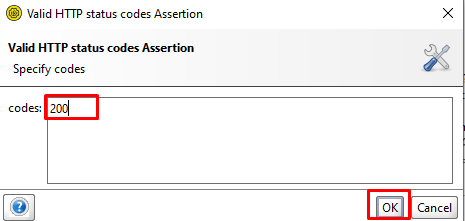 Valid HTTP status codes Assertion
Valid HTTP status codes Assertion
Specify codes
codes: 200
OK Cancel